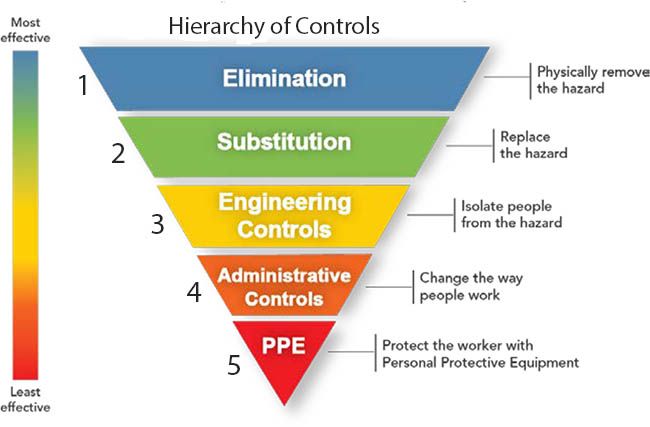 Hierarchy of Controls
Most
effective
1
Elimination
Physically remove
the hazard
2
Substitution
Replace
the hazard
3
Engineering
Controls
Isolate people
from the hazard
4
Administrative
Controls
Change the way
people work
5
PPE
Protect the worker with
Personal Protective Equipment
Least
effective